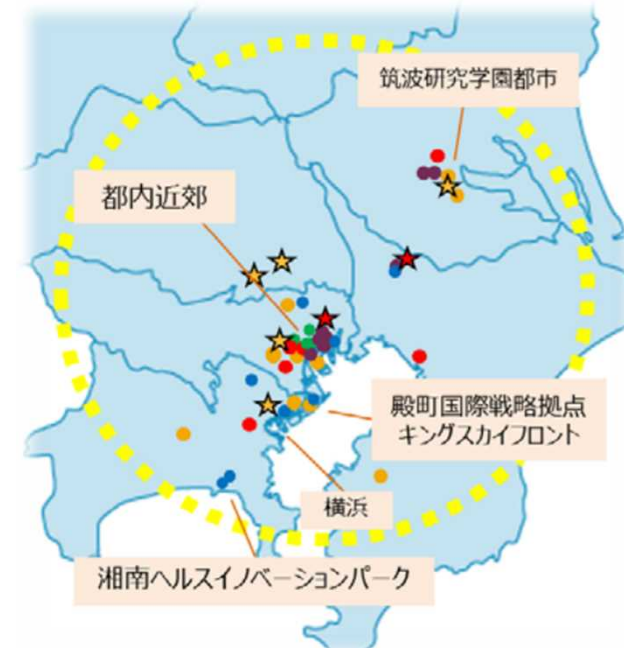 筑波研究学園都市
都内近郊
殿町国際戦略拠点
キングスカイフロント
横浜
湘南ヘルスイノベーションパーク